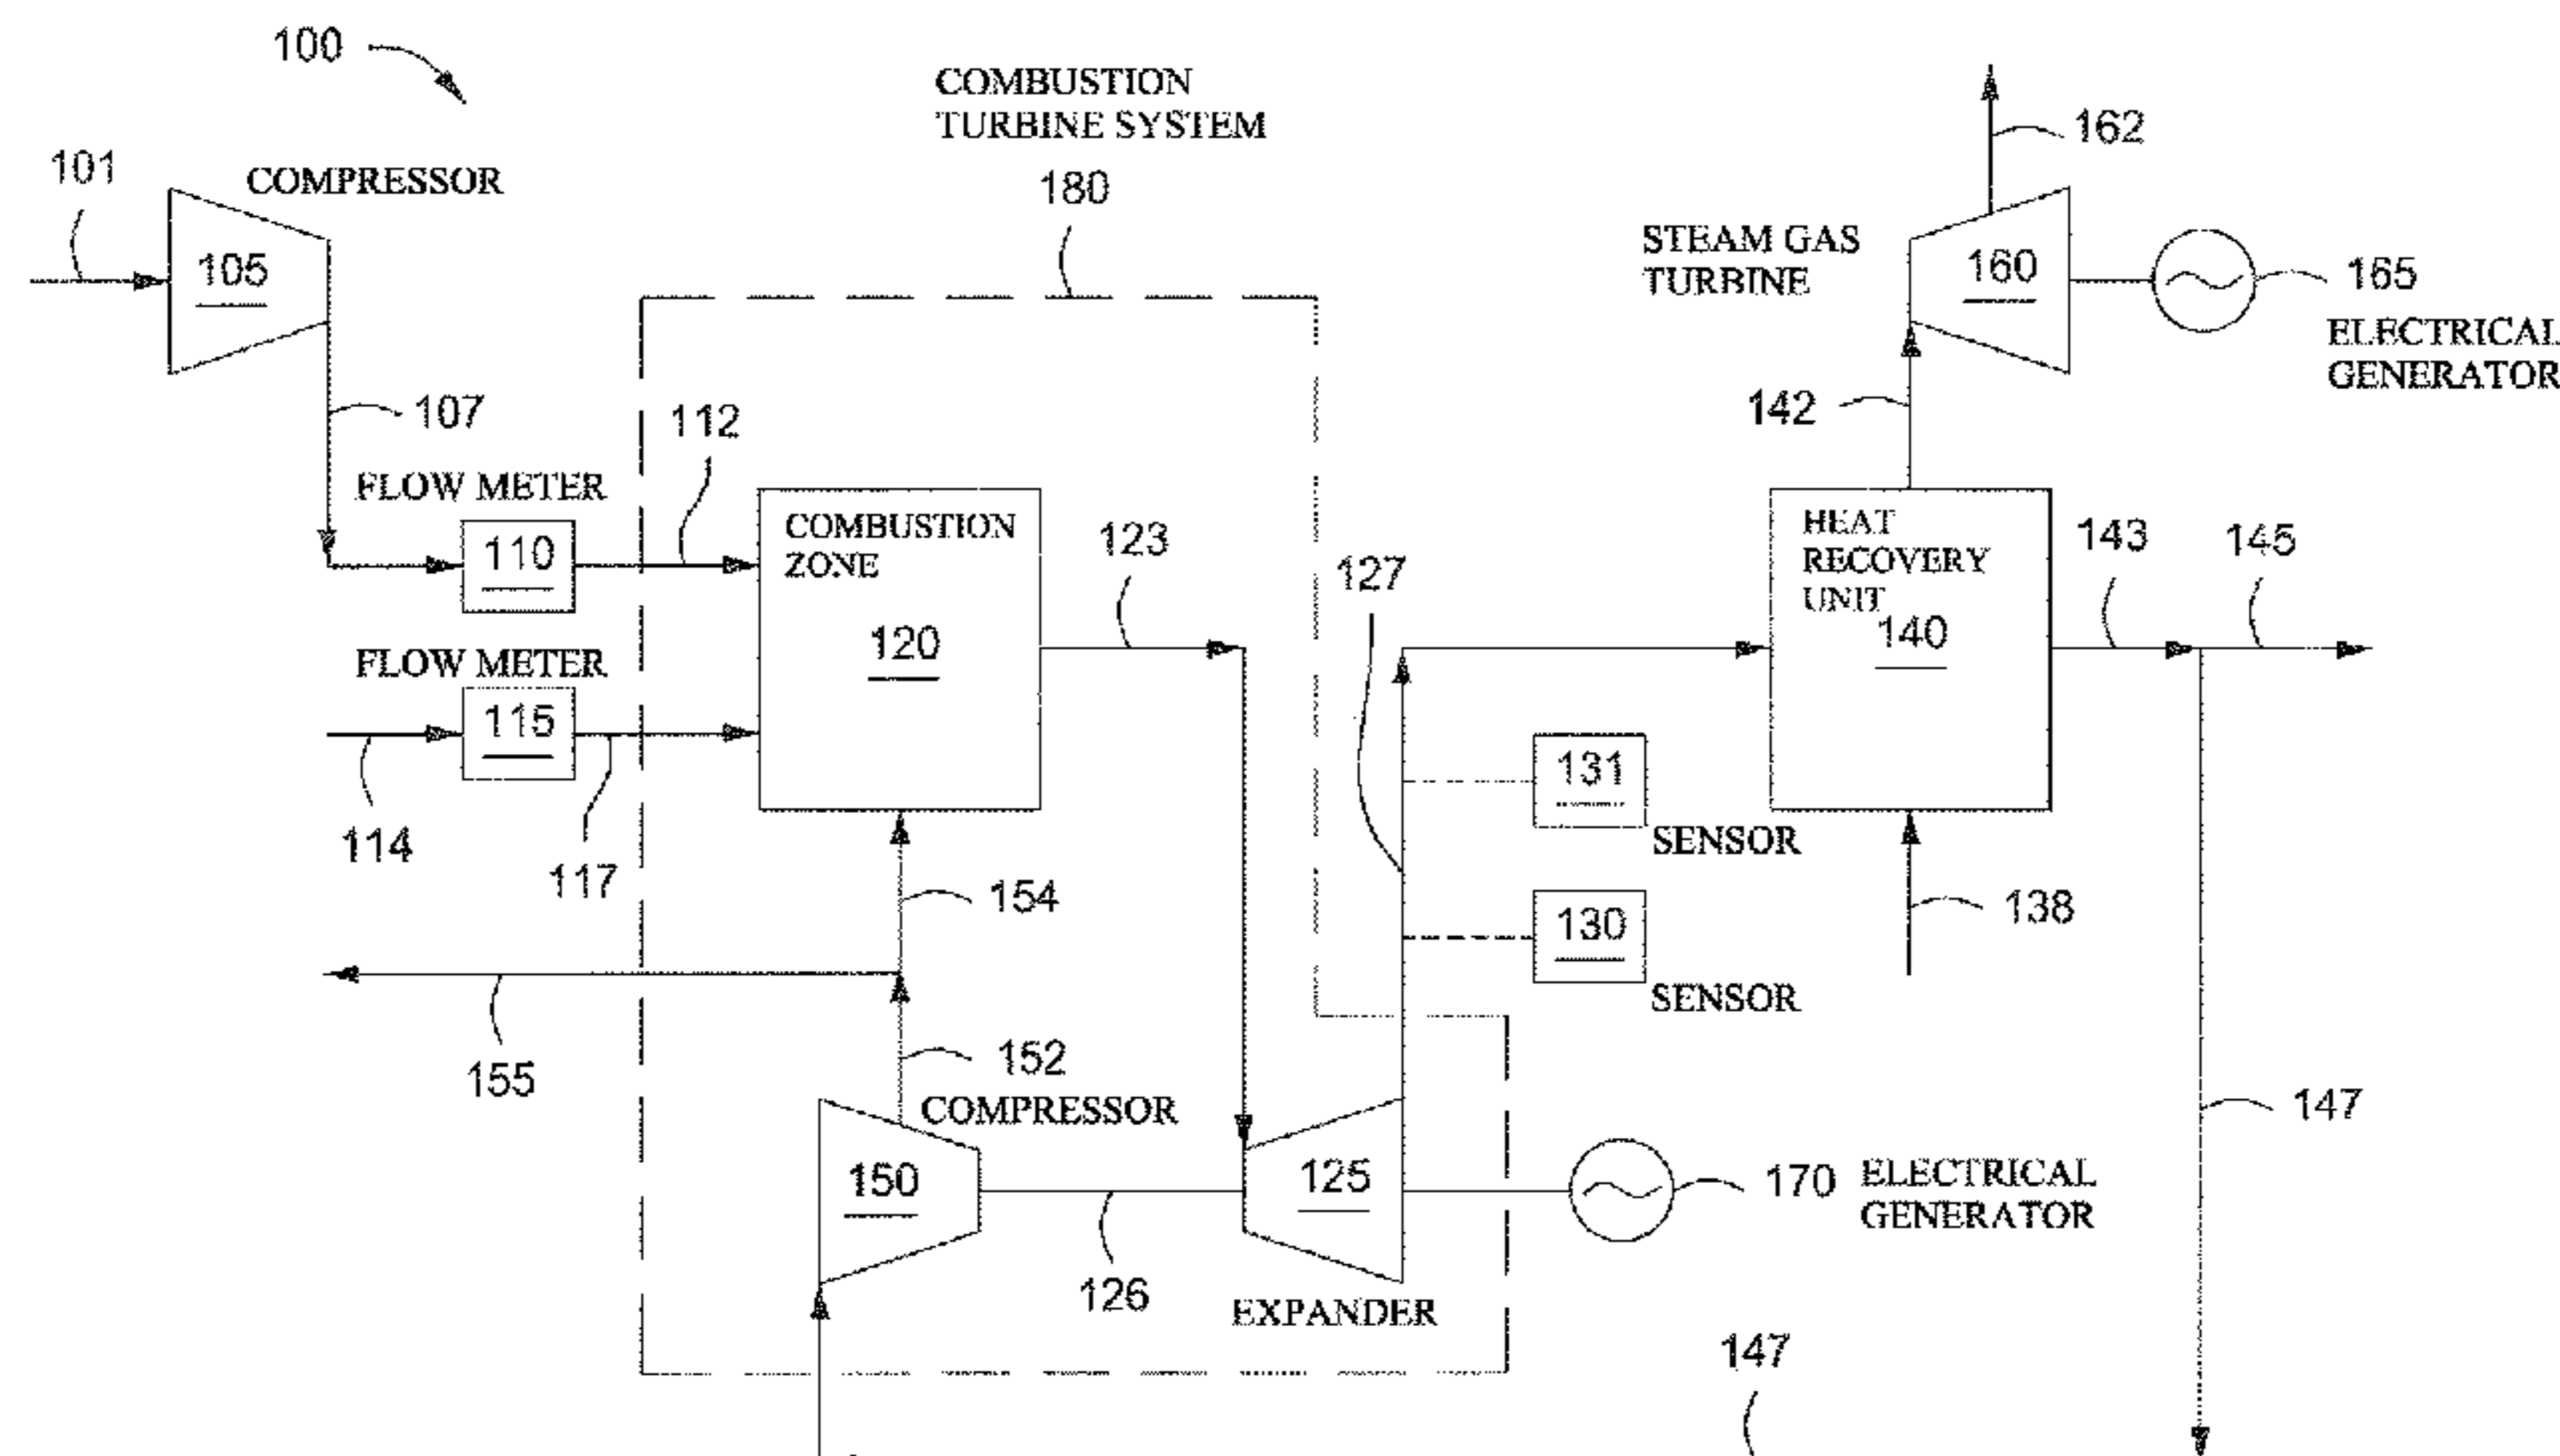 100
COMBUSTION
TURBINE SYSTEM
180
101
COMPRESSOR
105
162
STEAM GAS
TURBINE
160
165
ELECTRICAL
GENERATOR
107
112
142
FLOW METER
110
COMBUSTION
ZONE
120
123
127
HEAT
RECOVERY
UNIT
140
143
145
FLOW METER
115
114
117
131
SENSOR
154
130
SENSOR
138
155
152
COMPRESSOR
150
126
125
EXPANDER
170
ELECTRICAL
GENERATOR
147
147